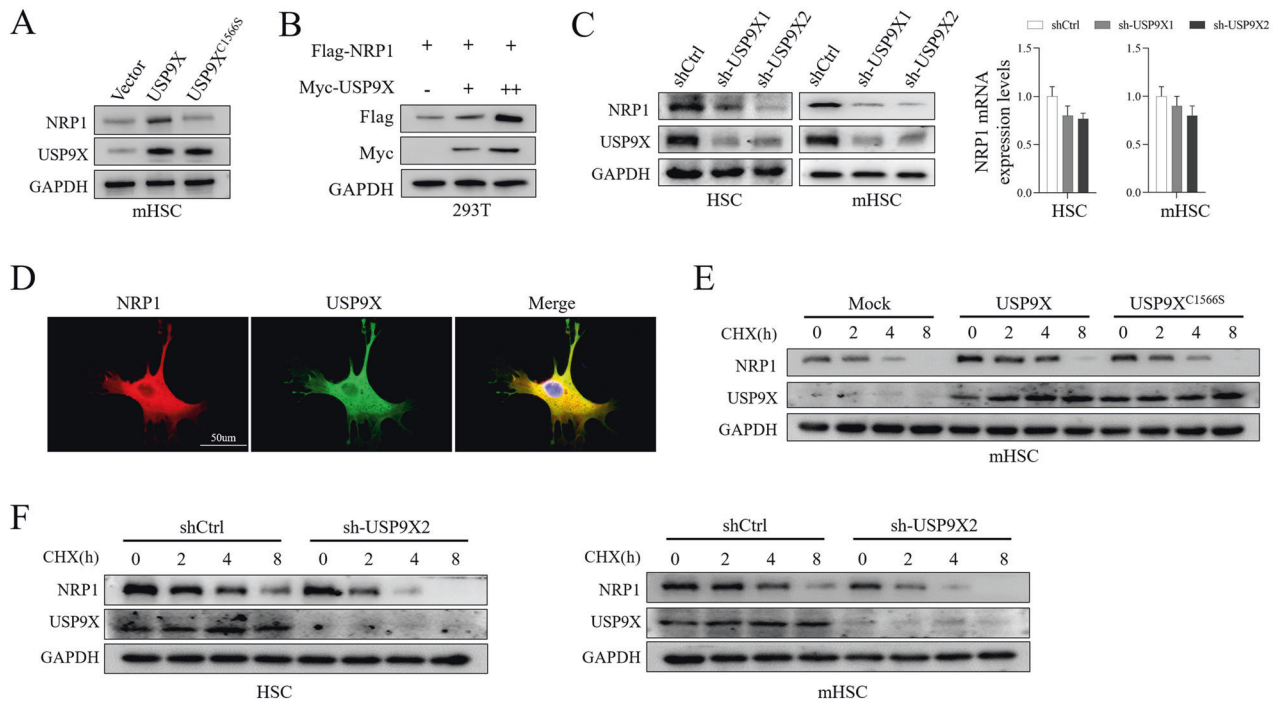 A
Vector
USP9X
USP9X^C1566S
NRP1
USP9X
GAPDH
mHSC
B
Flag-NRP1 + + +
Myc-USP9X - + ++
Flag
Myc
GAPDH
293T
C
shCtrl
sh-USP9X1
sh-USP9X2
shCtrl
sh-USP9X1
sh-USP9X2
NRP1
USP9X
GAPDH
HSC
mHSC
shCtrl sh-USP9X1 sh-USP9X2
NRP1 mRNA
expression levels
1.5
1.0
0.5
0.0
HSC
1.5
1.0
0.5
0.0
mHSC
D
NRP1 USP9X Merge
50um
E
Mock USP9X USP9X^C1566S
CHX(h) 0 2 4 8 0 2 4 8 0 2 4 8
NRP1
USP9X
GAPDH
mHSC
F
shCtrl sh-USP9X2
CHX(h) 0 2 4 8 0 2 4 8
NRP1
USP9X
GAPDH
HSC
shCtrl sh-USP9X2
CHX(h) 0 2 4 8 0 2 4 8
NRP1
USP9X
GAPDH
mHSC